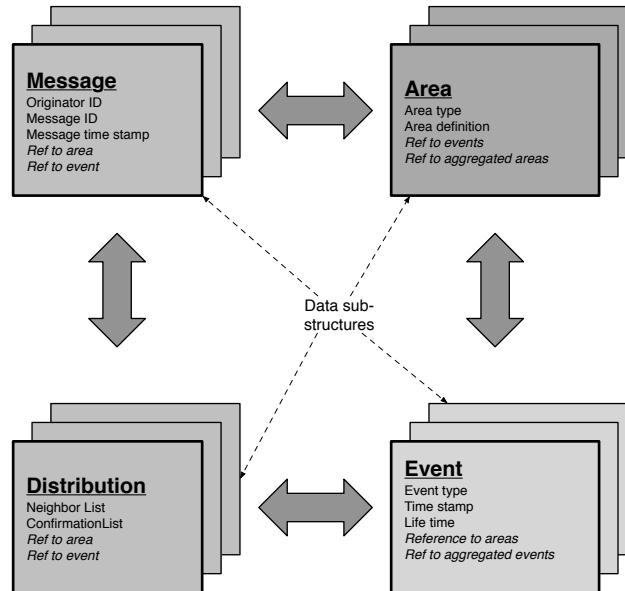 Message
Originator ID
Message ID
Message time stamp
Ref to area
Ref to event
Area
Area type
Area definition
Ref to events
Ref to aggregated areas
Data sub-
structures
Distribution
Neighbor List
ConfirmationList
Ref to area
Ref to event
Event
Event type
Time stamp
Life time
Reference to areas
Ref to aggregated events